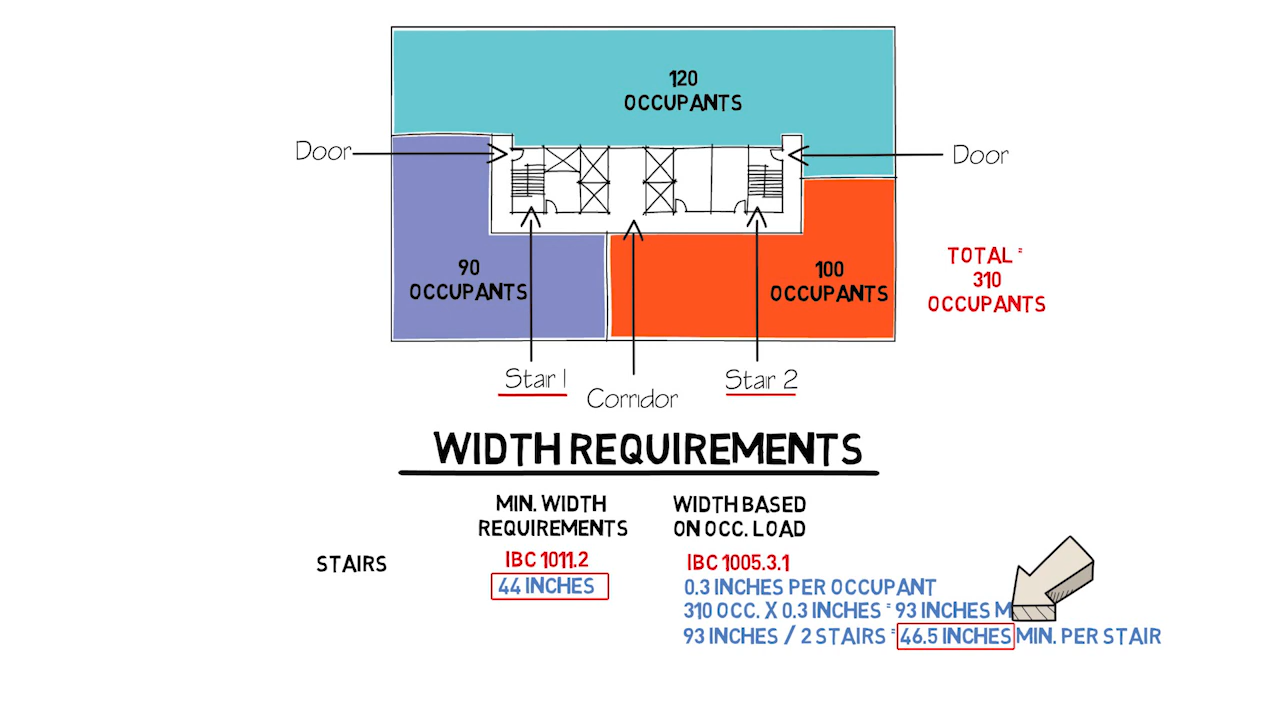 120
OCCUPANTS
Door
Door
90
OCCUPANTS
100
OCCUPANTS
TOTAL =
310
OCCUPANTS
Stair 1
Corridor
Stair 2
WIDTH REQUIREMENTS
MIN. WIDTH
REQUIREMENTS
WIDTH BASED
ON OCC. LOAD
STAIRS
IBC 1011.2
44 INCHES
IBC 1005.3.1
0.3 INCHES PER OCCUPANT
310 OCC. X 0.3 INCHES = 93 INCHES
93 INCHES / 2 STAIRS = 46.5 INCHES MIN. PER STAIR